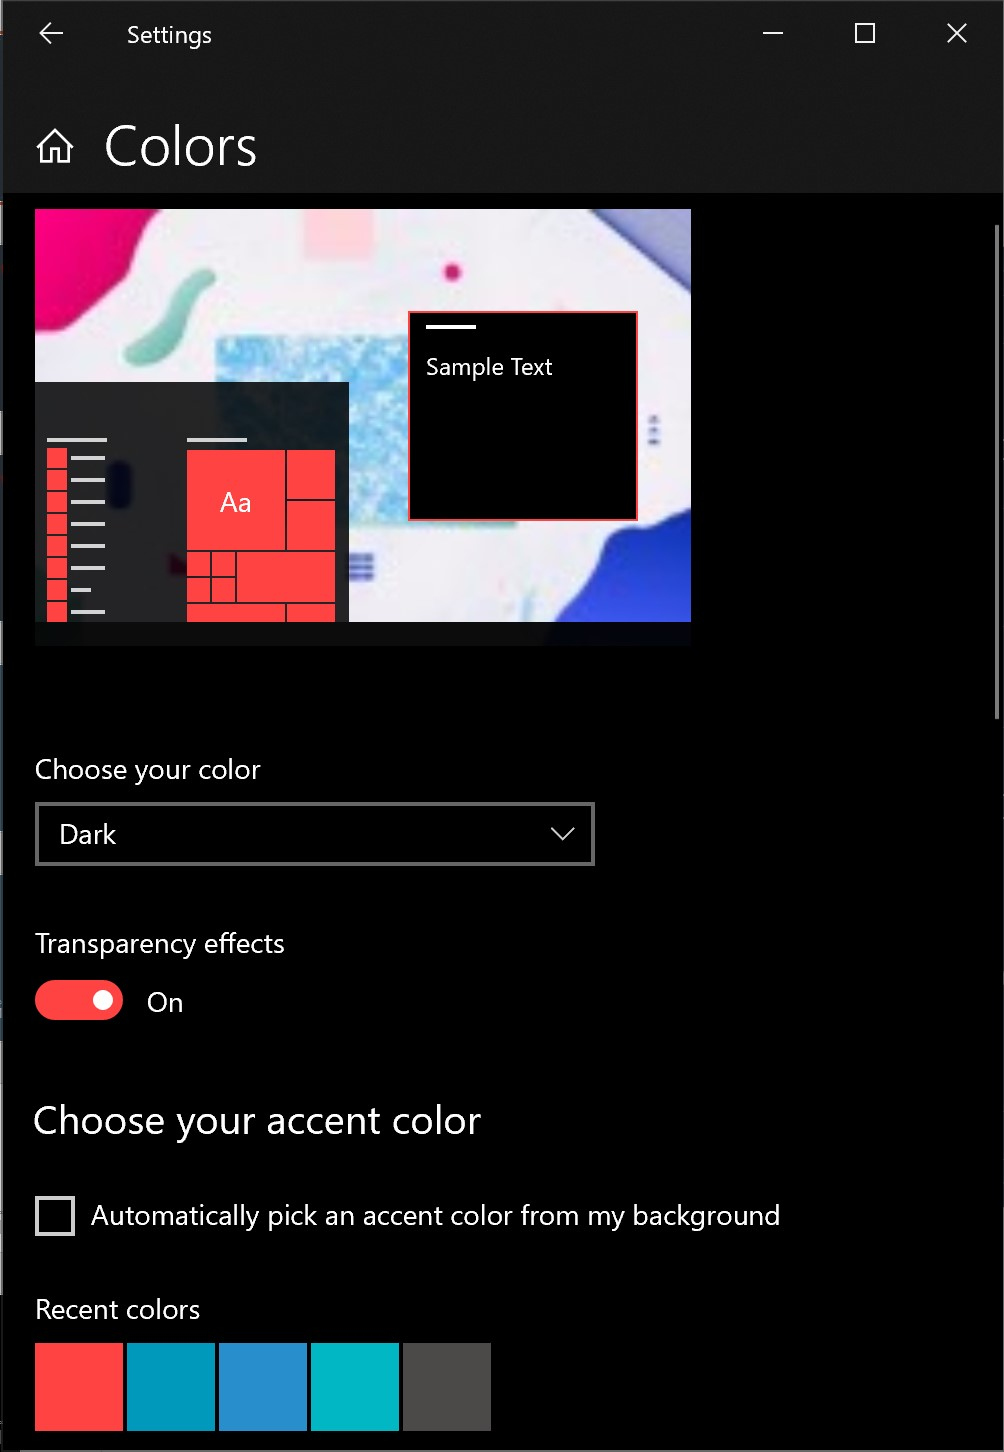 Settings
Colors
Sample Text
Aa
Choose your color
Dark
Transparency effects
On
Choose your accent color
Automatically pick an accent color from my background
Recent colors